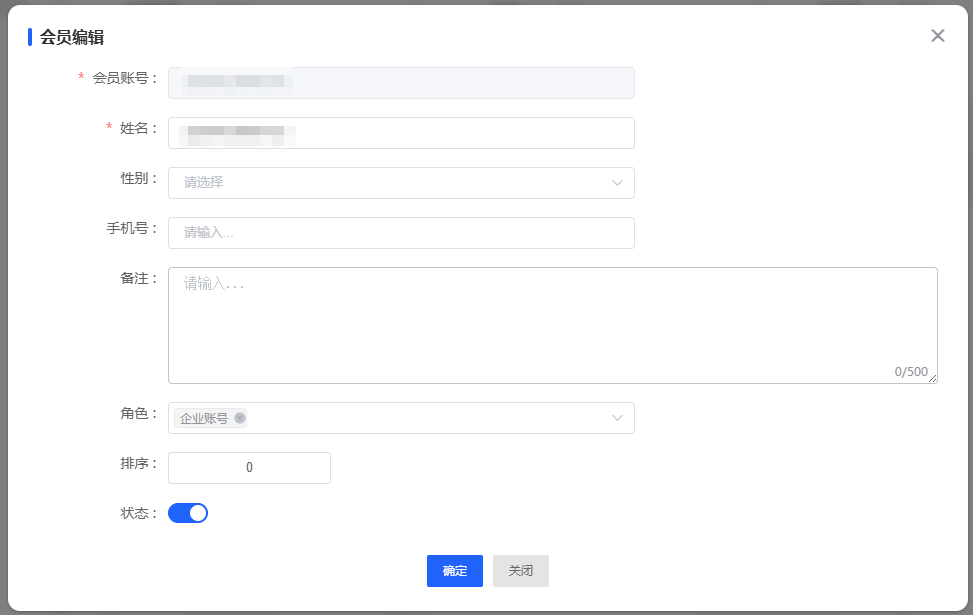 会员编辑
* 会员账号：
* 姓名：
性别：
请选择
手机号：
请输入...
备注：
请输入...
0/500
角色：
企业账号
排序：
0
状态：
确定
关闭